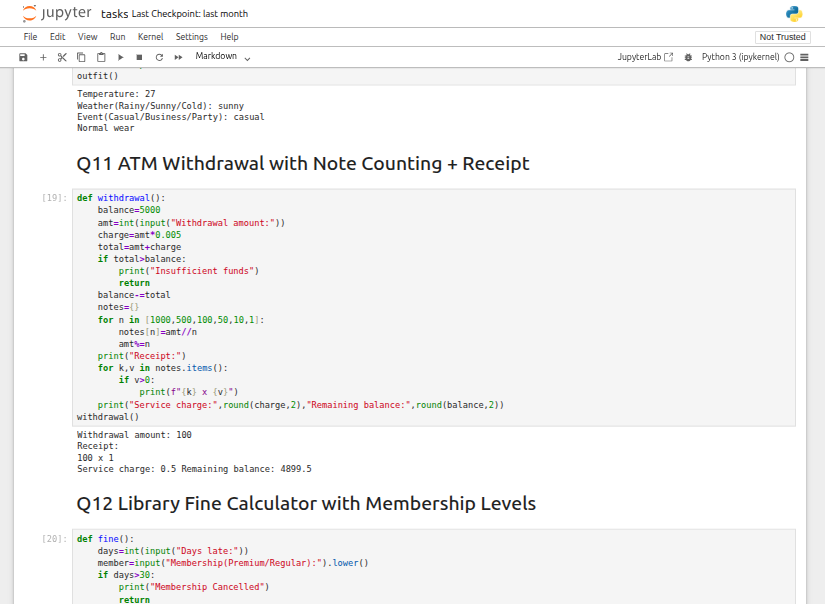 jupyter tasks Last Checkpoint: last month
File Edit View Run Kernel Settings Help Not Trusted
Markdown JupyterLab Python 3 (ipykernel)
outfit()
Temperature: 27
Weather(Rainy/Sunny/Cold): sunny
Event(Casual/Business/Party): casual
Normal wear
Q11 ATM Withdrawal with Note Counting + Receipt
[19]: def withdrawal():
    balance=5000
    amt=int(input("Withdrawal amount:"))
    charge=amt*0.005
    total=amt+charge
    if total>balance:
        print("Insufficient funds")
        return
    balance-=total
    notes={}
    for n in [1000,500,100,50,10,1]:
        notes[n]=amt//n
        amt%=n
    print("Receipt:")
    for k,v in notes.items():
        if v>0:
            print(f"{k} x {v}")
    print("Service charge:",round(charge,2),"Remaining balance:",round(balance,2))
withdrawal()
Withdrawal amount: 100
Receipt:
100 x 1
Service charge: 0.5 Remaining balance: 4899.5
Q12 Library Fine Calculator with Membership Levels
[20]: def fine():
    days=int(input("Days late:"))
    member=input("Membership(Premium/Regular):").lower()
    if days>30:
        print("Membership Cancelled")
        return